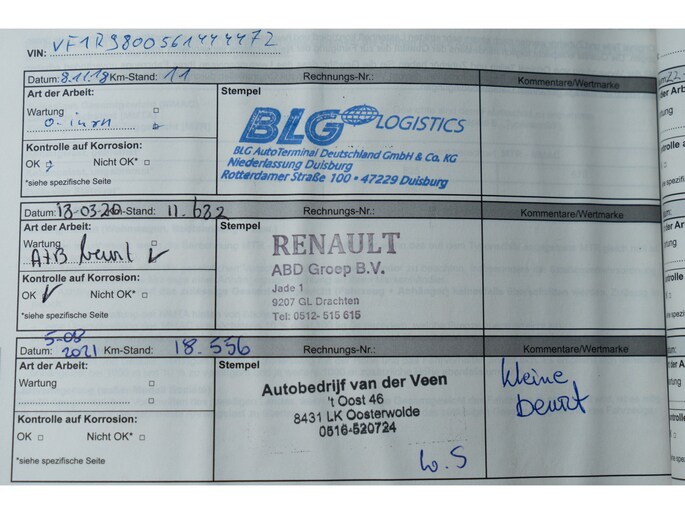 VIN: VF1R9800561444472
Datum: 8.11.18 Km-Stand: 11 Rechnungs-Nr.: Kommentare/Wertmarke
Art der Arbeit: Stempel
Wartung
Kontrolle auf Korrosion:
OK Nicht OK*
*siehe spezifische Seite
BLG LOGISTICS
BLG AutoTerminal Deutschland GmbH & Co. KG
Niederlassung Duisburg
Rotterdamer Straße 100 • 47229 Duisburg
Datum: 13-03-20 Km-Stand: 11.632 Rechnungs-Nr.: Kommentare/Wertmarke
Art der Arbeit: Stempel
Wartung
A+B beurt
Kontrolle auf Korrosion:
OK Nicht OK*
*siehe spezifische Seite
RENAULT
ABD Groep B.V.
Jade 1
9207 GL Drachten
Tel: 0512- 515 615
Datum: 5-08 2021 Km-Stand: 18.556 Rechnungs-Nr.: Kommentare/Wertmarke
Art der Arbeit: Stempel
Wartung
Kontrolle auf Korrosion:
OK Nicht OK*
*siehe spezifische Seite
Autobedrijf van der Veen
't Oost 46
8431 LK Oosterwolde
0516-520724
W.S
kleine
beurt